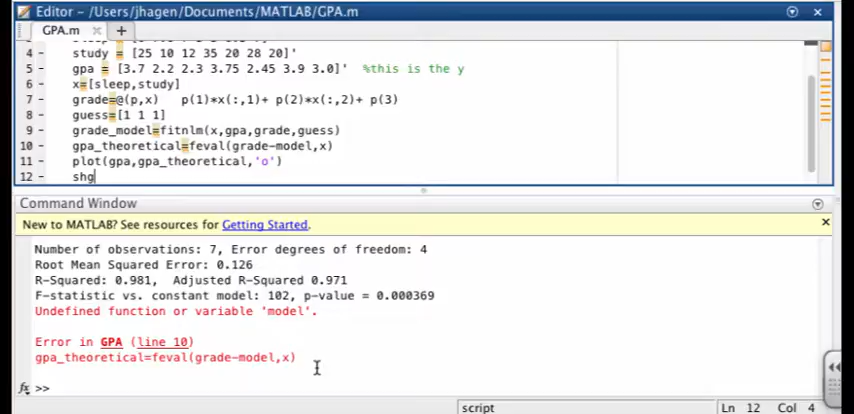 Editor - /Users/jhagen/Documents/MATLAB/GPA.m
GPA.m × +
4 - study = [25 10 12 35 20 28 20]'
5 - gpa = [3.7 2.2 2.3 3.75 2.45 3.9 3.0]' %this is the y
6 - x=[sleep,study]
7 - grade=@(p,x) p(1)*x(:,1)+ p(2)*x(:,2)+ p(3)
8 - guess=[1 1 1]
9 - grade_model=fitnlm(x,gpa,grade,guess)
10 - gpa_theoretical=feval(grade-model,x)
11 - plot(gpa,gpa_theoretical,'o')
12 - shg
Command Window
New to MATLAB? See resources for Getting Started.
Number of observations: 7, Error degrees of freedom: 4
Root Mean Squared Error: 0.126
R-Squared: 0.981, Adjusted R-Squared 0.971
F-statistic vs. constant model: 102, p-value = 0.000369
Undefined function or variable 'model'.
Error in GPA (line 10)
gpa_theoretical=feval(grade-model,x)
fx >>
script Ln 12 Col 4